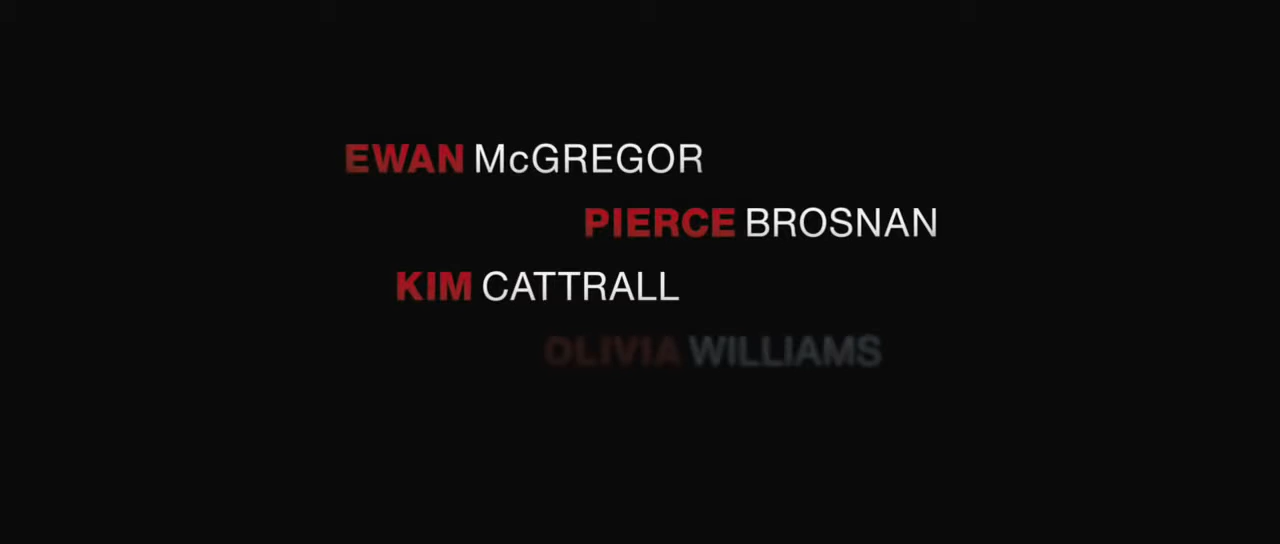 EWAN McGREGOR
PIERCE BROSNAN
KIM CATTRALL
OLIVIA WILLIAMS